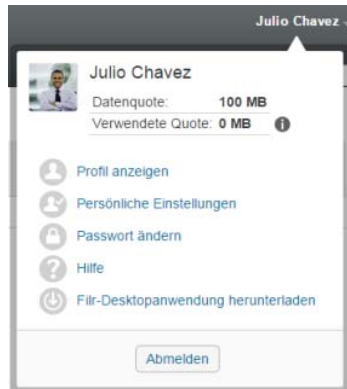 Julio Chavez
Julio Chavez
Datenquote: 100 MB
Verwendete Quote: 0 MB
Profil anzeigen
Persönliche Einstellungen
Passwort ändern
Hilfe
Filr-Desktopanwendung herunterladen
Abmelden